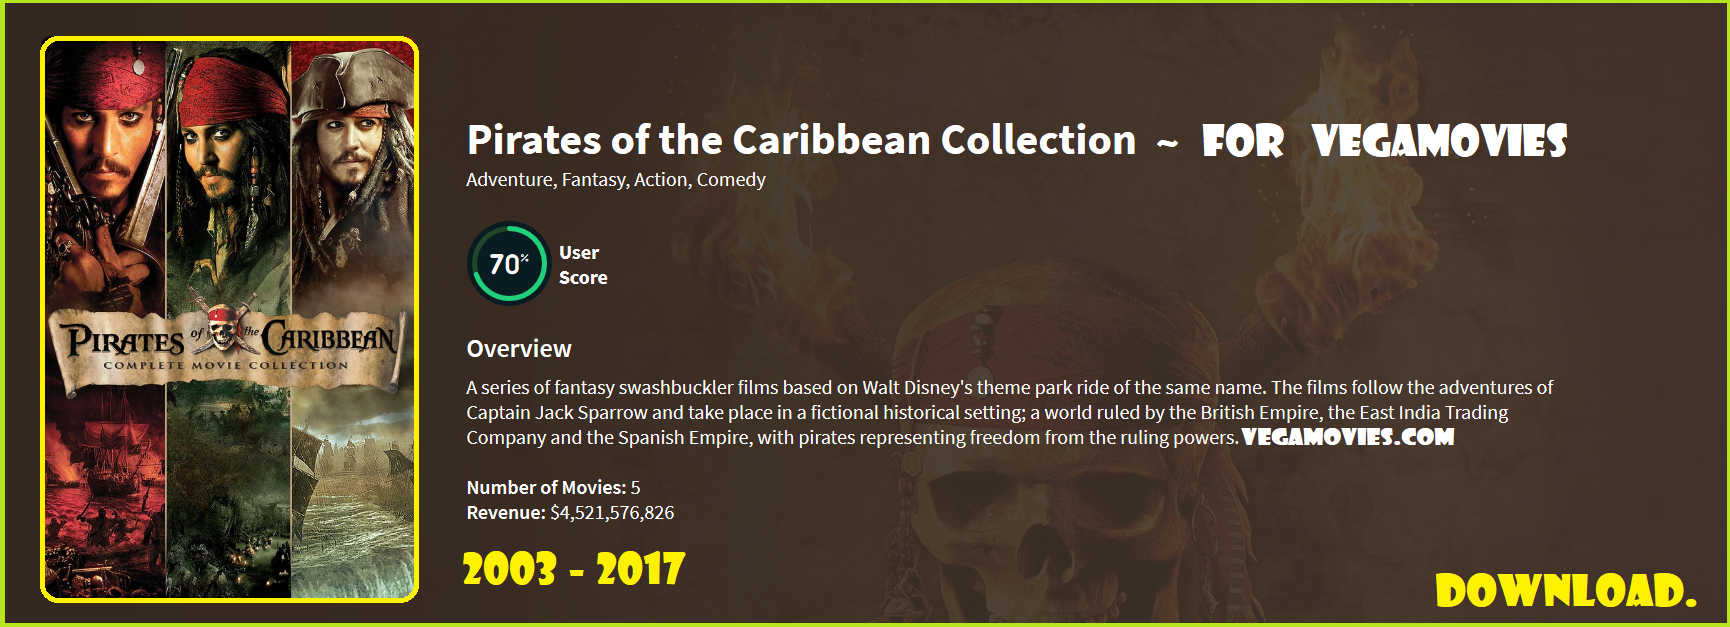 PIRATES of the CARIBBEAN
COMPLETE MOVIE COLLECTION
Pirates of the Caribbean Collection ~ FOR VEGAMOVIES
Adventure, Fantasy, Action, Comedy
70%
User
Score
Overview
A series of fantasy swashbuckler films based on Walt Disney's theme park ride of the same name. The films follow the adventures of
Captain Jack Sparrow and take place in a fictional historical setting; a world ruled by the British Empire, the East India Trading
Company and the Spanish Empire, with pirates representing freedom from the ruling powers. VEGAMOVIES.COM
Number of Movies: 5
Revenue: $4,521,576,826
2003 - 2017
DOWNLOAD.